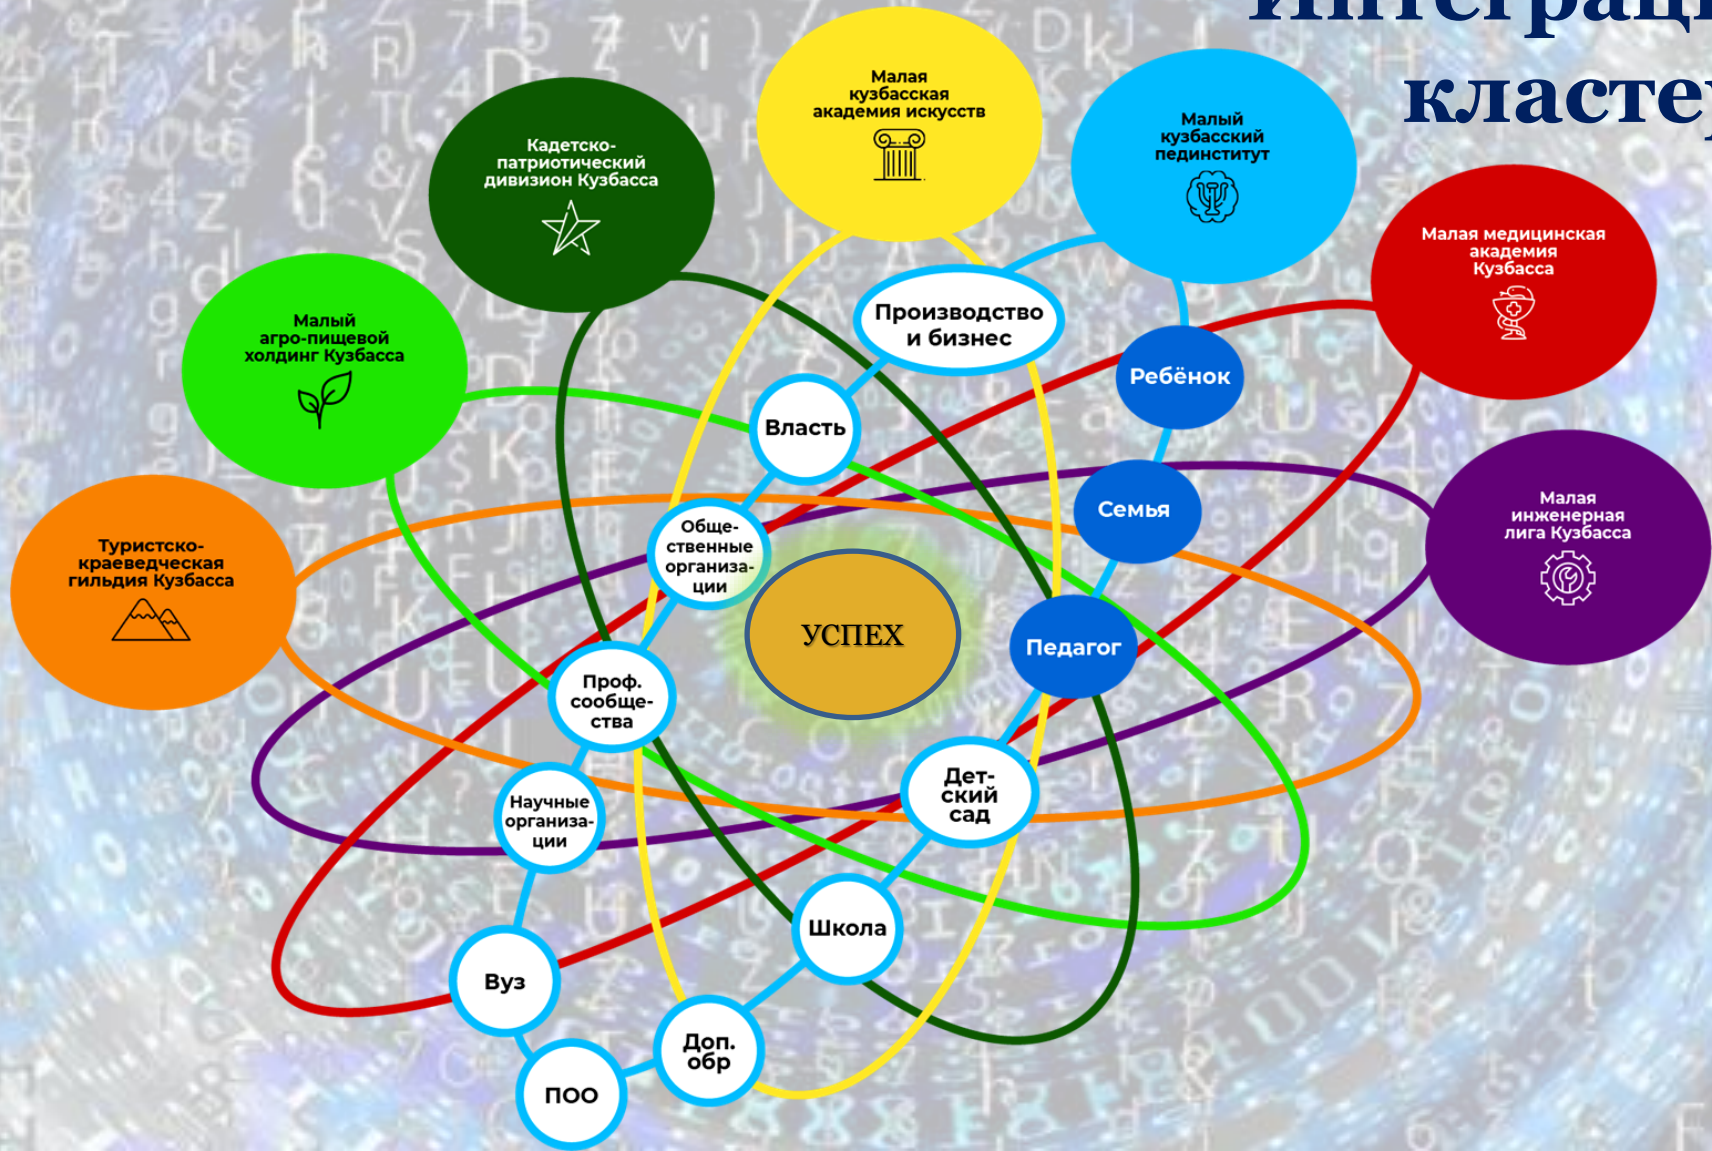 кластер
Малая
кузбасская
академия искусств
Малый
кузбасский
пединститут
Кадетско-
патриотический
дивизион Кузбасса
Малая медицинская
академия
Кузбасса
Малый
агро-пищевой
холдинг Кузбасса
Производство
и бизнес
Ребёнок
Власть
Семья
Малая
инженерная
лига Кузбасса
Туристско-
краеведческая
гильдия Кузбасса
Обще-
ственные
организа-
ции
УСПЕХ
Педагог
Проф.
сообще-
ства
Дет-
ский
сад
Научные
организа-
ции
Школа
Вуз
Доп.
обр
ПОО